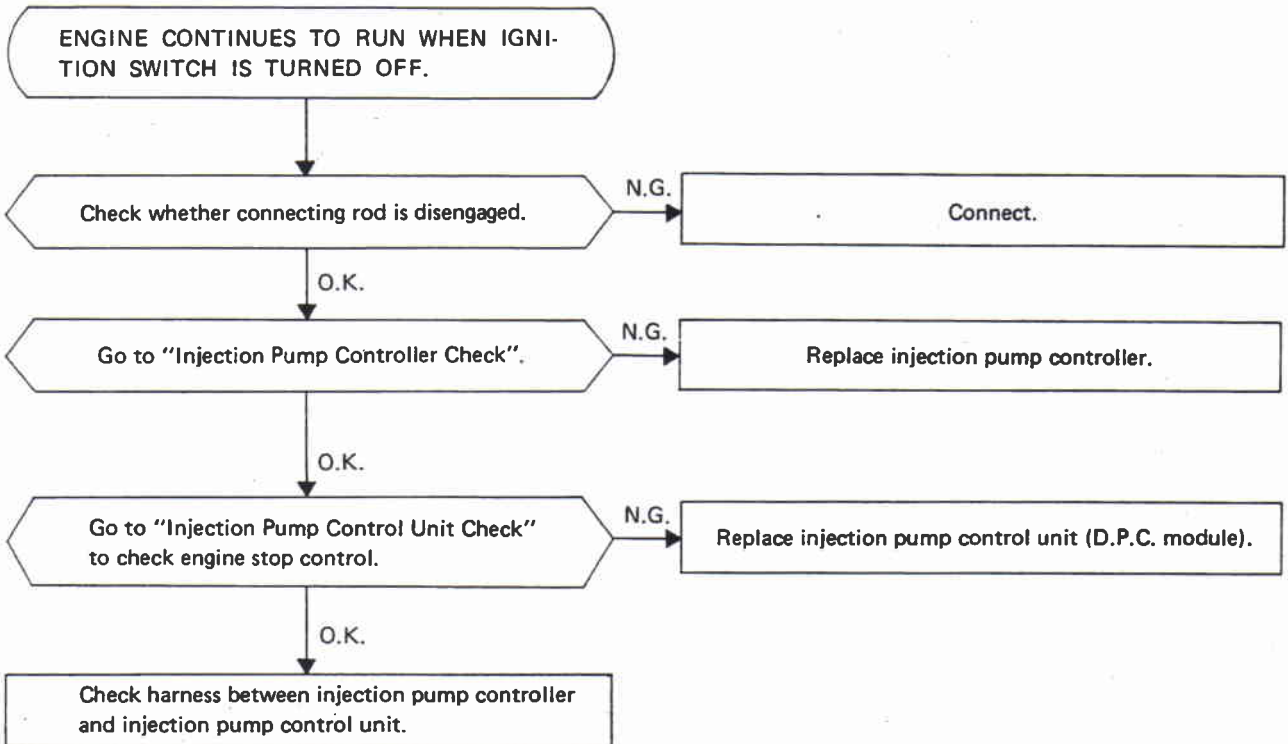 ENGINE CONTINUES TO RUN WHEN IGNI-
TION SWITCH IS TURNED OFF.
Check whether connecting rod is disengaged.
N.G.
Connect.
O.K.
Go to "Injection Pump Controller Check".
N.G.
Replace injection pump controller.
O.K.
Go to "Injection Pump Control Unit Check"
to check engine stop control.
N.G.
Replace injection pump control unit (D.P.C. module).
O.K.
Check harness between injection pump controller
and injection pump control unit.